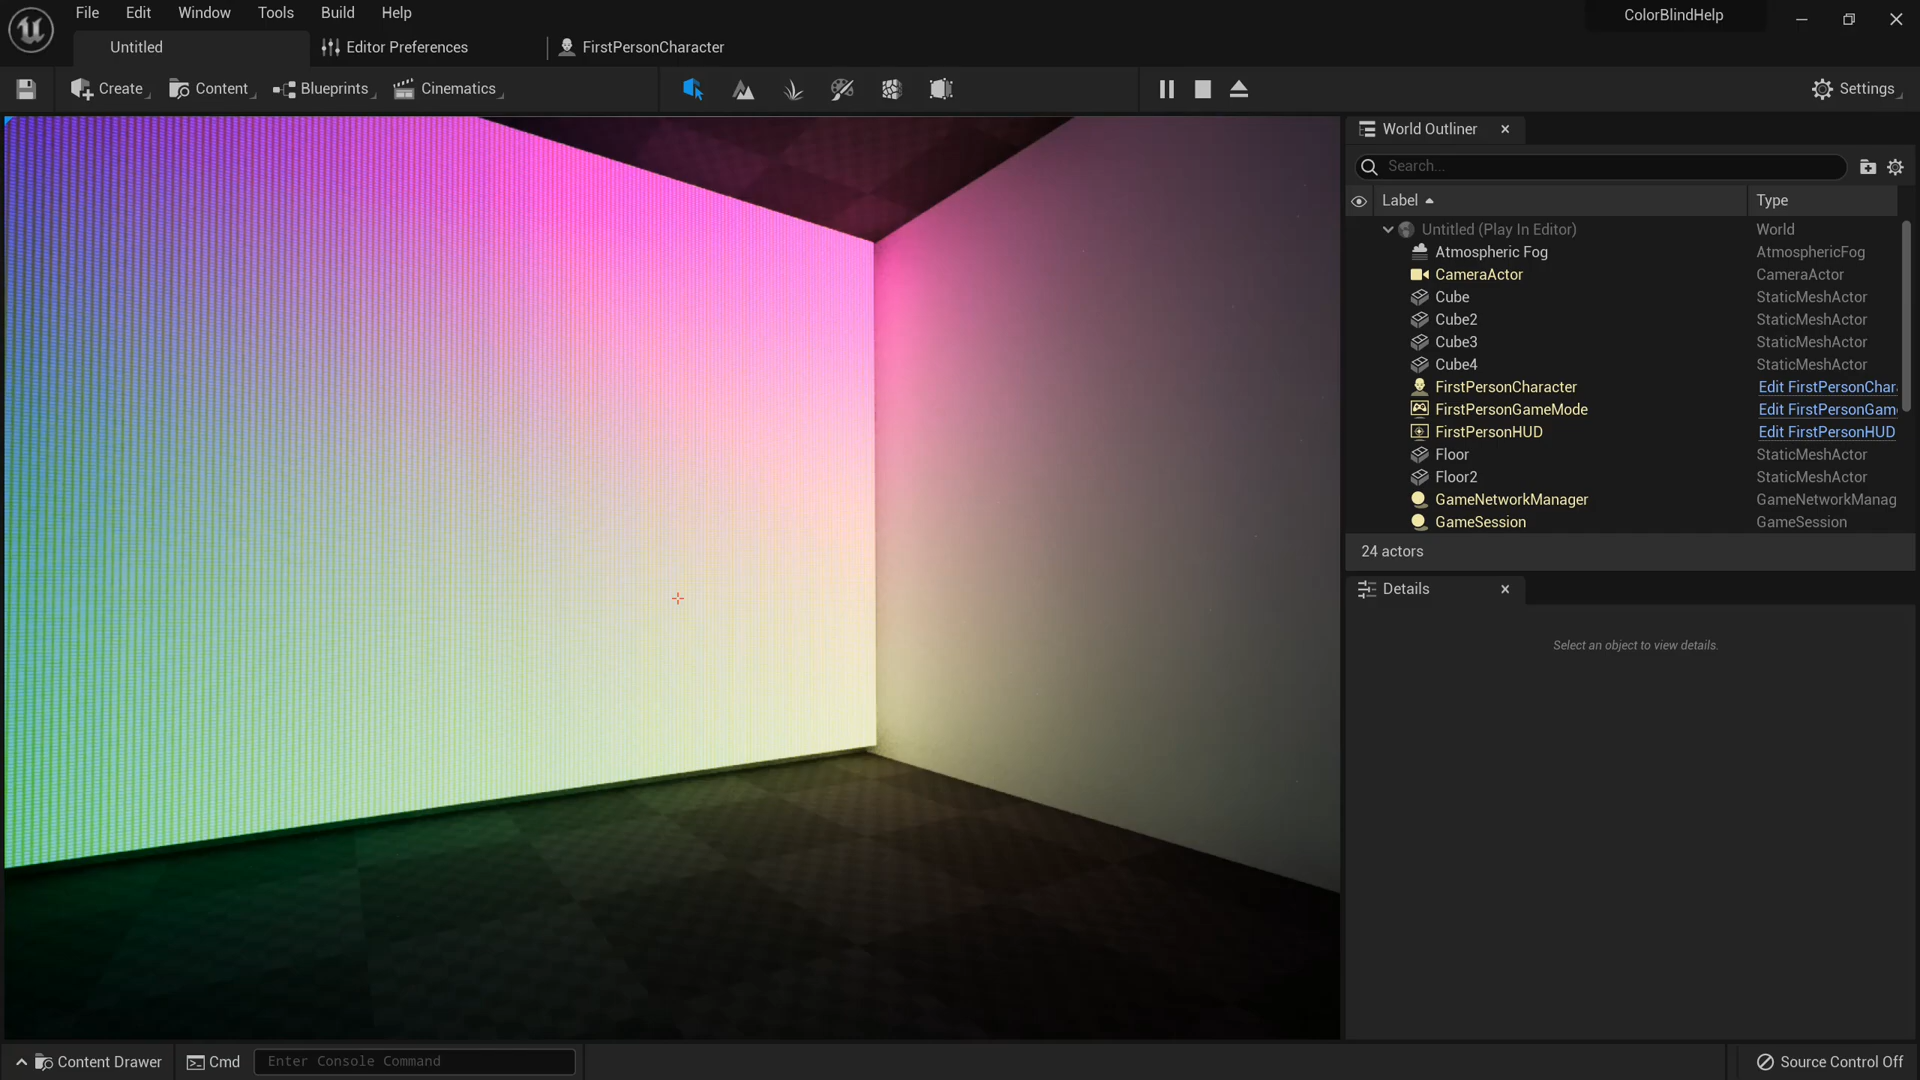 File Edit Window Tools Build Help
ColorBlindHelp
Untitled Editor Preferences FirstPersonCharacter
Create Content Blueprints Cinematics Settings
World Outliner
Search...
Label Type
Untitled (Play In Editor) World
Atmospheric Fog AtmosphericFog
CameraActor CameraActor
Cube StaticMeshActor
Cube2 StaticMeshActor
Cube3 StaticMeshActor
Cube4 StaticMeshActor
FirstPersonCharacter Edit FirstPersonChar
FirstPersonGameMode Edit FirstPersonGam
FirstPersonHUD Edit FirstPersonHUD
Floor StaticMeshActor
Floor2 StaticMeshActor
GameNetworkManager GameNetworkManag
GameSession GameSession
24 actors
Details
Select an object to view details.
Content Drawer Cmd Enter Console Command Source Control Off